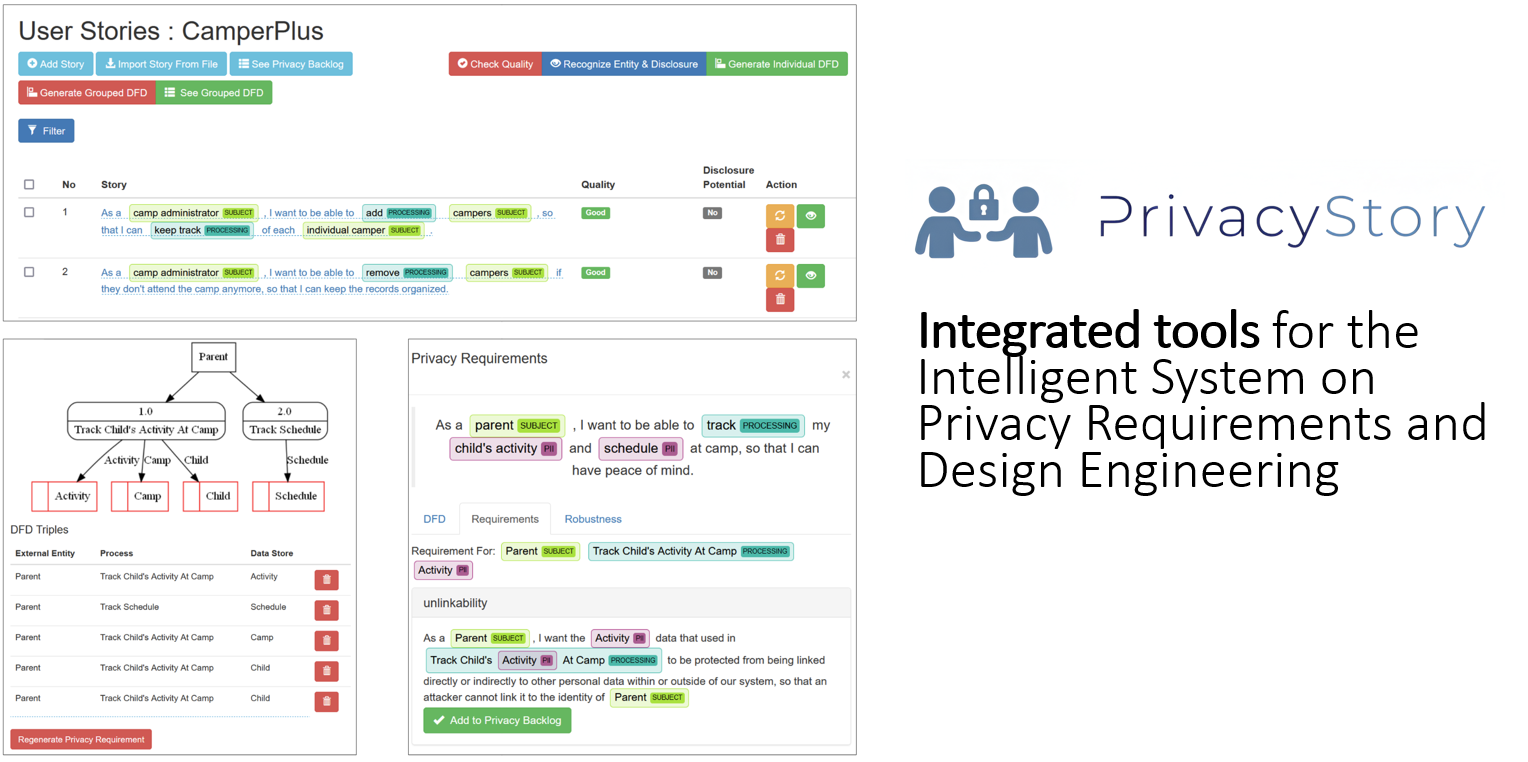 User Stories : CamperPlus
Add Story
Import Story From File
See Privacy Backlog
Check Quality
Recognize Entity & Disclosure
Generate Individual DFD
Generate Grouped DFD
See Grouped DFD
Filter
No Story Quality Disclosure Potential Action
1 As a camp administrator SUBJECT , I want to be able to add PROCESSING campers SUBJECT , so Good No
that I can keep track PROCESSING of each individual camper SUBJECT .
2 As a camp administrator SUBJECT , I want to be able to remove PROCESSING campers SUBJECT if Good No
they don't attend the camp anymore, so that I can keep the records organized.
Parent
1.0
Track Child's Activity At Camp
2.0
Track Schedule
Activity Camp Child Schedule
Activity Camp Child Schedule
DFD Triples
External Entity Process Data Store
Parent Track Child's Activity At Camp Activity
Parent Track Schedule Schedule
Parent Track Child's Activity At Camp Camp
Parent Track Child's Activity At Camp Child
Parent Track Child's Activity At Camp Child
Regenerate Privacy Requirement
Privacy Requirements
×
As a parent SUBJECT , I want to be able to track PROCESSING my
child's activity PII and schedule PII at camp, so that I can
have peace of mind.
DFD Requirements Robustness
Requirement For: Parent SUBJECT Track Child's Activity At Camp PROCESSING
Activity PII
unlinkability
As a Parent SUBJECT , I want the Activity PII data that used in
Track Child's Activity PII At Camp PROCESSING to be protected from being linked
directly or indirectly to other personal data within or outside of our system, so that an
attacker cannot link it to the identity of Parent SUBJECT
Add to Privacy Backlog
PrivacyStory
Integrated tools for the
Intelligent System on
Privacy Requirements and
Design Engineering